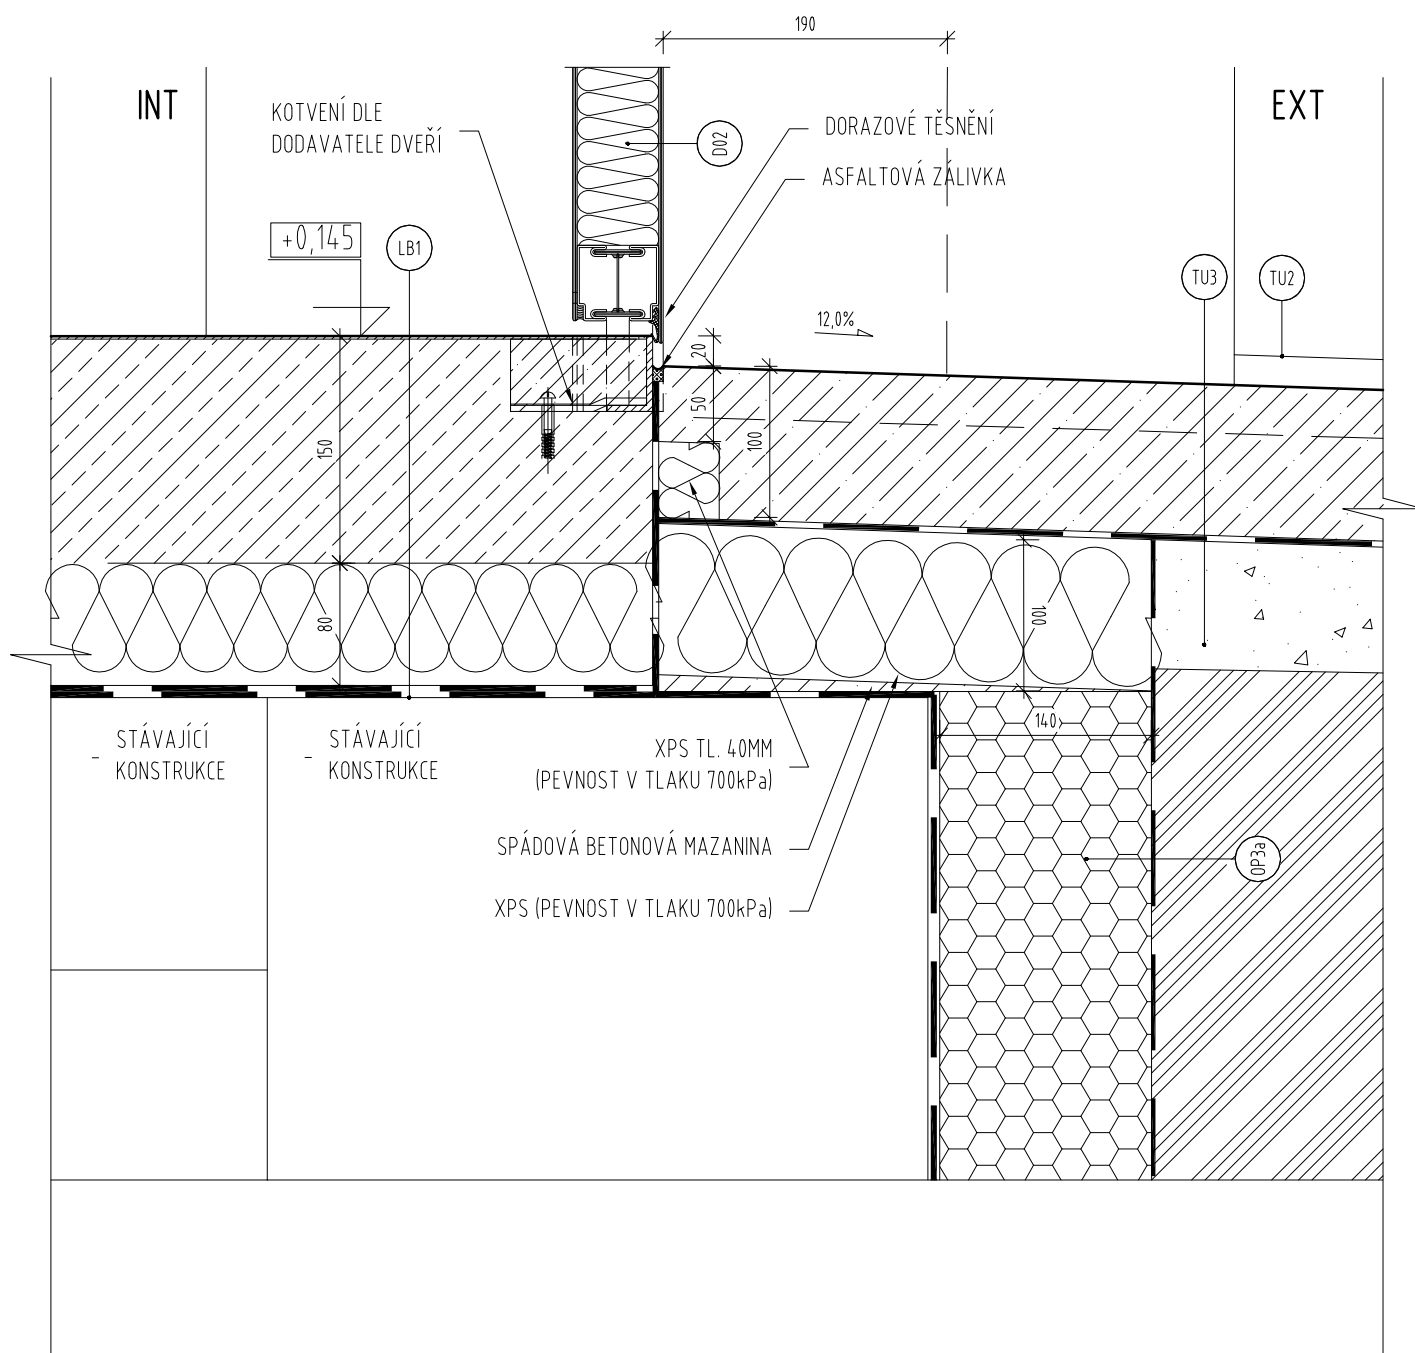 190
INT
EXT
KOTVENÍ DLE
DODAVATELE DVEŘÍ
D02
DORAZOVÉ TĚSNĚNÍ
ASFALTOVÁ ZÁLIVKA
+0,145
LB1
TU3
TU2
12,0%
20
50
100
150
80
100
140
STÁVAJÍCÍ
- KONSTRUKCE
STÁVAJÍCÍ
- KONSTRUKCE
XPS TL. 40MM
(PEVNOST V TLAKU 700kPa)
SPÁDOVÁ BETONOVÁ MAZANINA
OP3a
XPS (PEVNOST V TLAKU 700kPa)